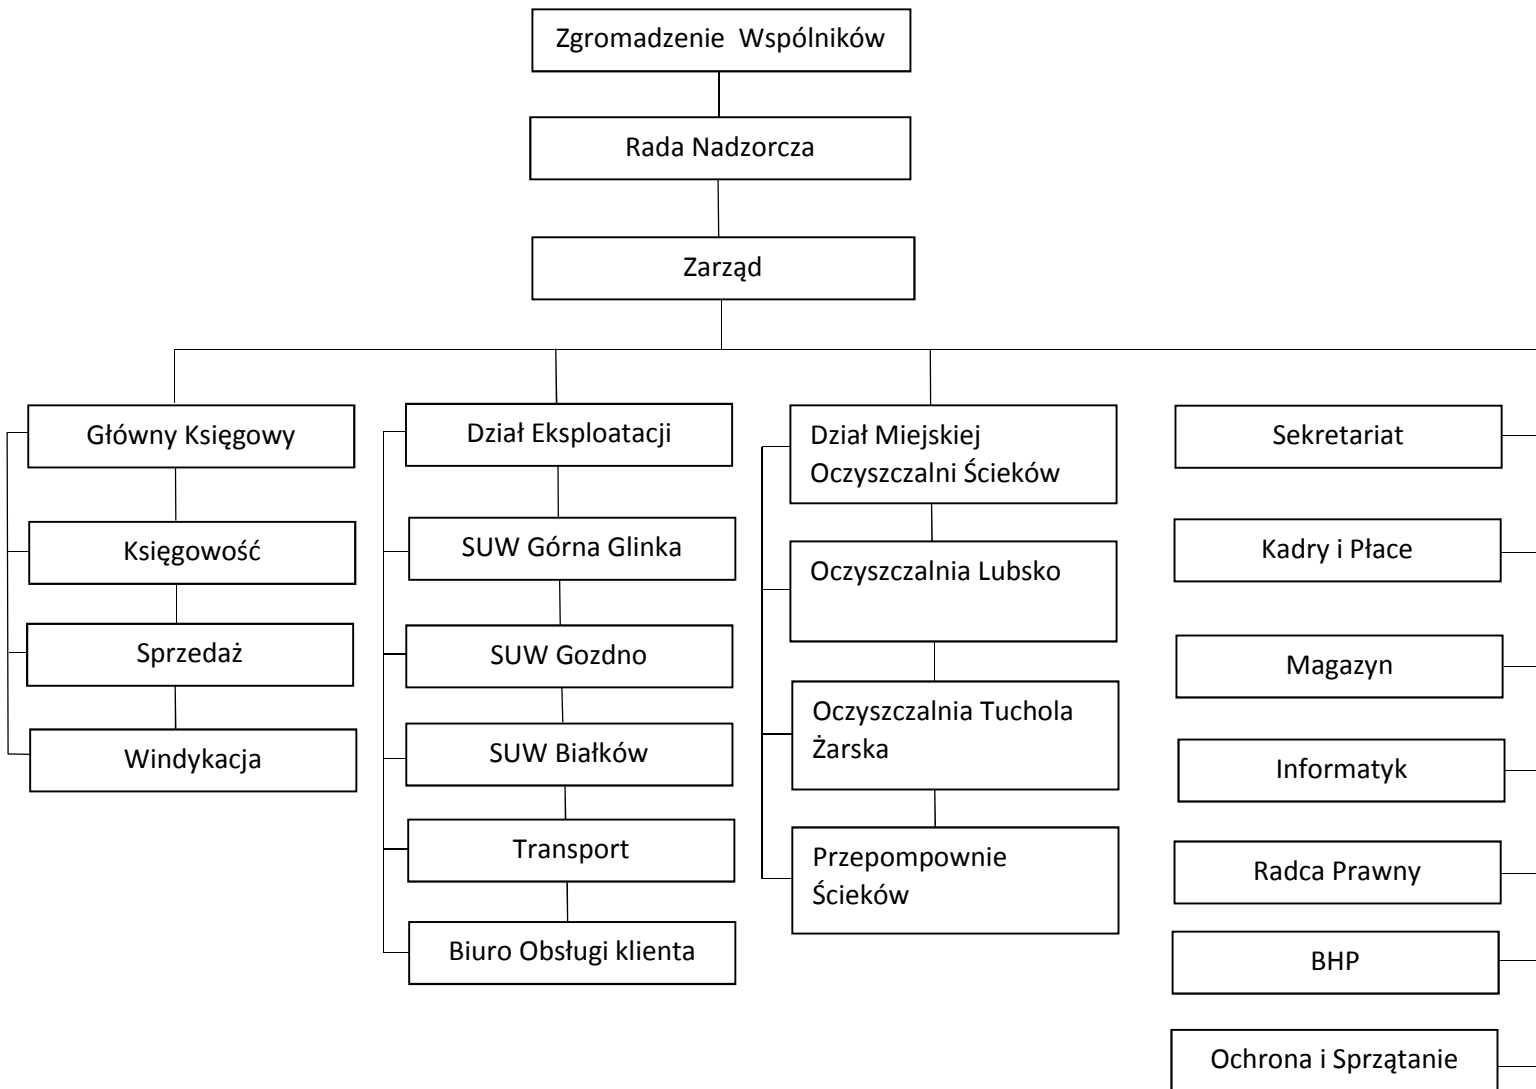 Zgromadzenie Wspólników
Rada Nadzorcza
Zarząd
Główny Księgowy
Księgowość
Sprzedaż
Windykacja
Dział Eksploatacji
SUW Górna Glinka
SUW Gozdno
SUW Białków
Transport
Biuro Obsługi klienta
Dział Miejskiej
Oczyszczalni Ścieków
Oczyszczalnia Lubsko
Oczyszczalnia Tuchola
Żarska
Przepompownie
Ścieków
Sekretariat
Kadry i Płace
Magazyn
Informatyk
Radca Prawny
BHP
Ochrona i Sprzątanie